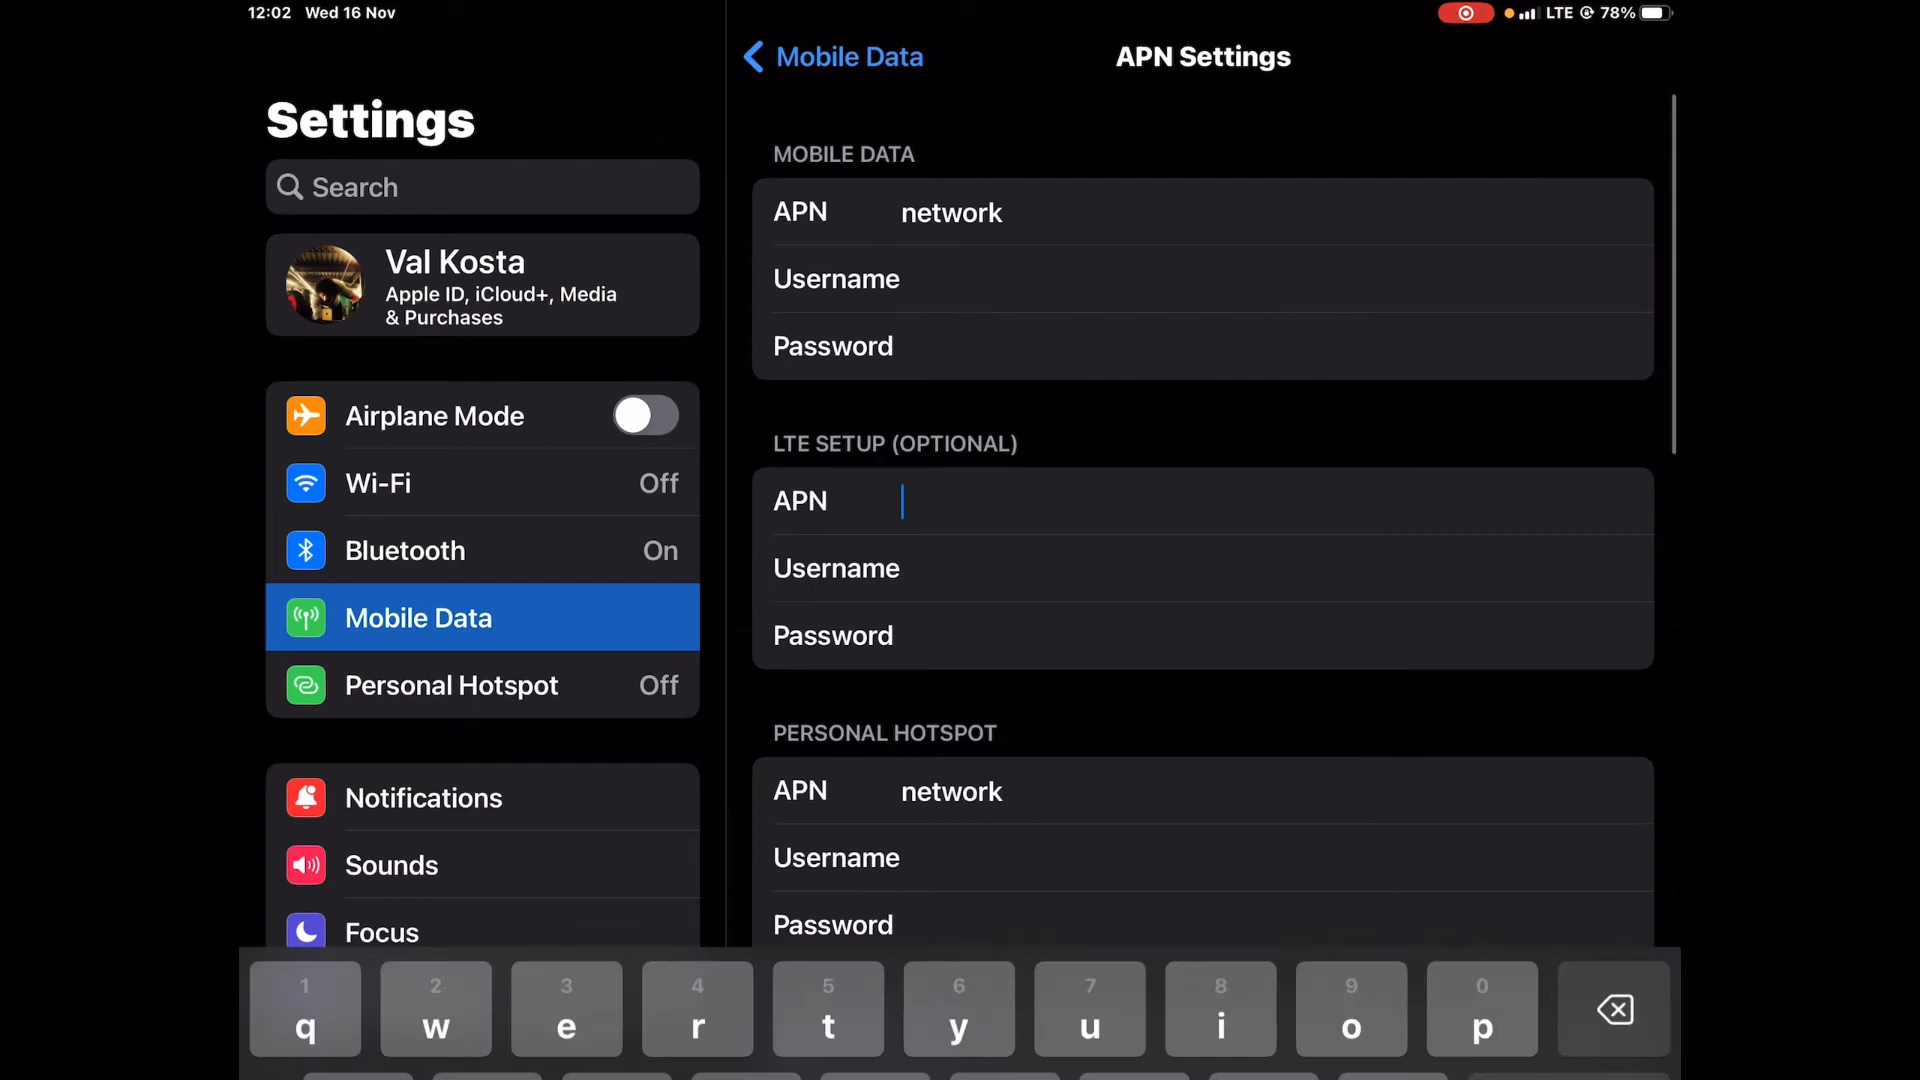 12:02 Wed 16 Nov
LTE 78%
Settings
Search
Val Kosta
Apple ID, iCloud+, Media
& Purchases
Airplane Mode
Wi-Fi Off
Bluetooth On
Mobile Data
Personal Hotspot Off
Notifications
Sounds
Focus
Mobile Data
APN Settings
MOBILE DATA
APN network
Username
Password
LTE SETUP (OPTIONAL)
APN
Username
Password
PERSONAL HOTSPOT
APN network
Username
Password
1 2 3 4 5 6 7 8 9 0
q w e r t y u i o p